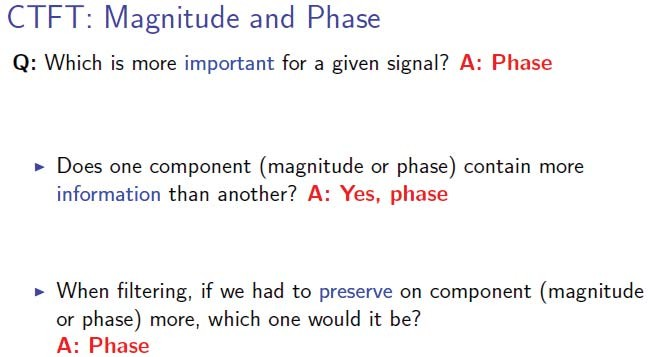 CTFT: Magnitude and Phase
Q: Which is more important for a given signal? A: Phase
▶ Does one component (magnitude or phase) contain more
information than another? A: Yes, phase
▶ When filtering, if we had to preserve on component (magnitude
or phase) more, which one would it be?
A: Phase